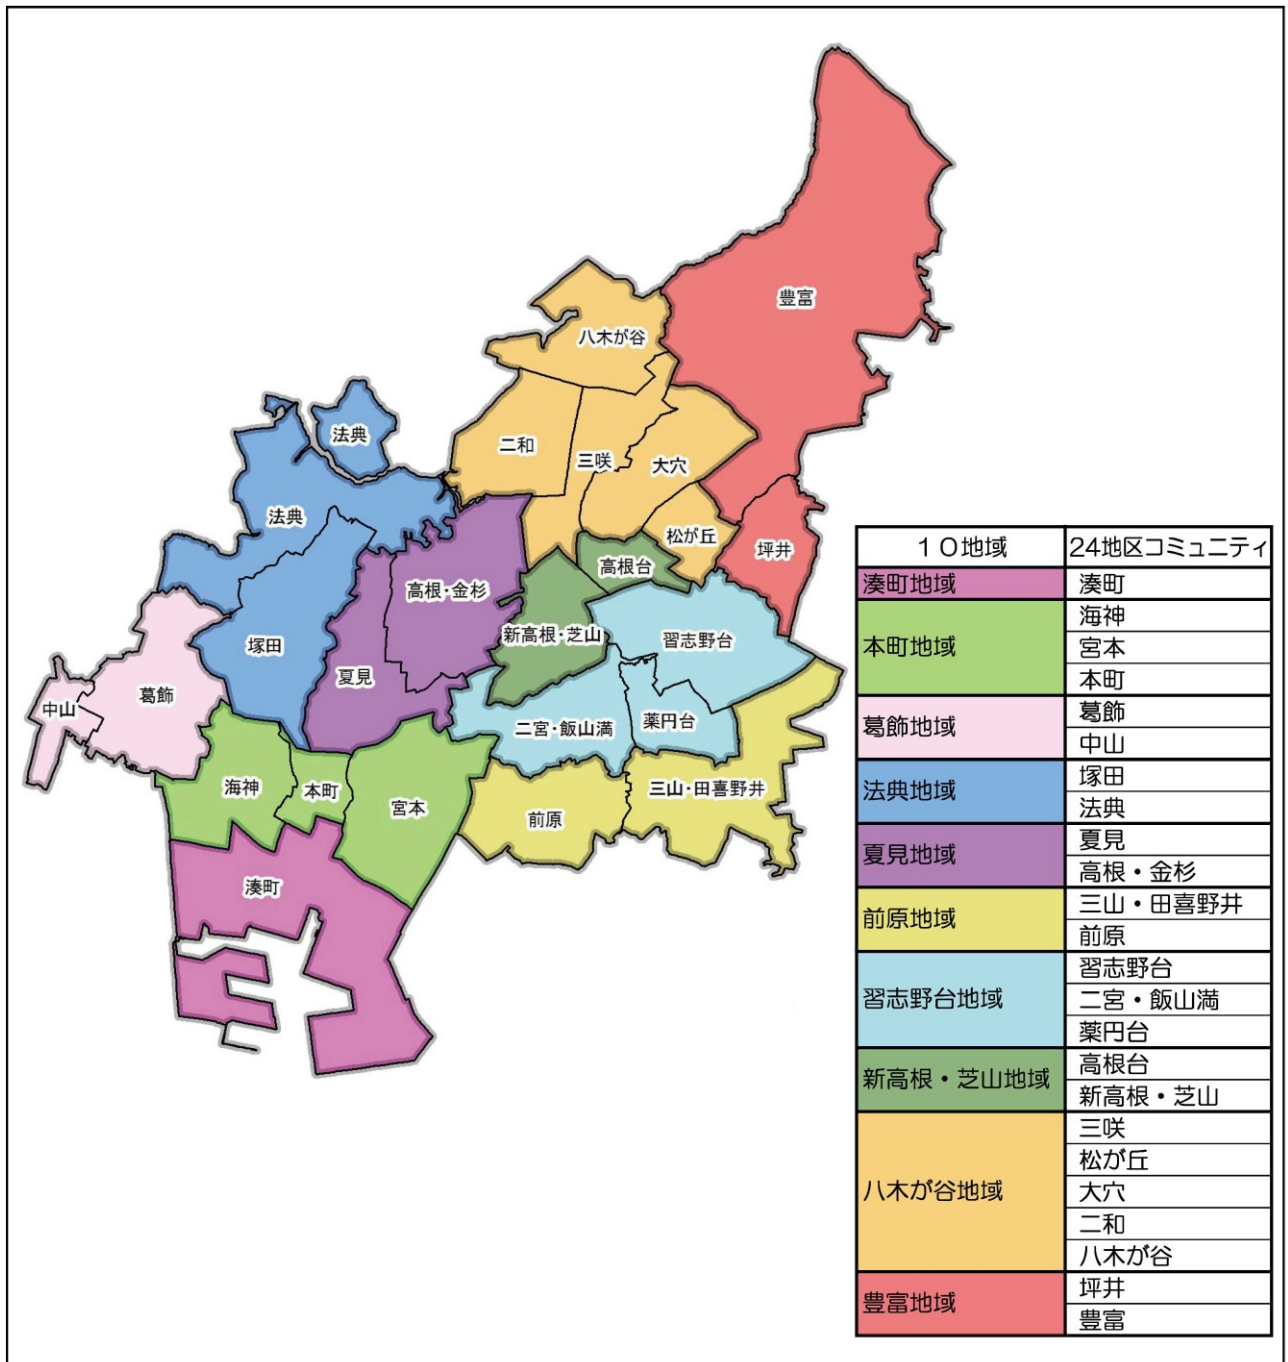 豊富
八木が谷
法典
二和
三咲
大穴
法典
松が丘
坪井
高根台
高根・金杉
新高根・芝山
習志野台
塚田
夏見
葛飾
中山
二宮・飯山満
薬円台
海神
本町
宮本
前原
三山・田喜野井
湊町
10地域 24地区コミュニティ
湊町地域 湊町
本町地域 海神
宮本
本町
葛飾地域 葛飾
中山
法典地域 塚田
法典
夏見地域 夏見
高根・金杉
前原地域 三山・田喜野井
前原
習志野台地域 習志野台
二宮・飯山満
薬円台
新高根・芝山地域 高根台
新高根・芝山
八木が谷地域 三咲
松が丘
大穴
二和
八木が谷
豊富地域 坪井
豊富